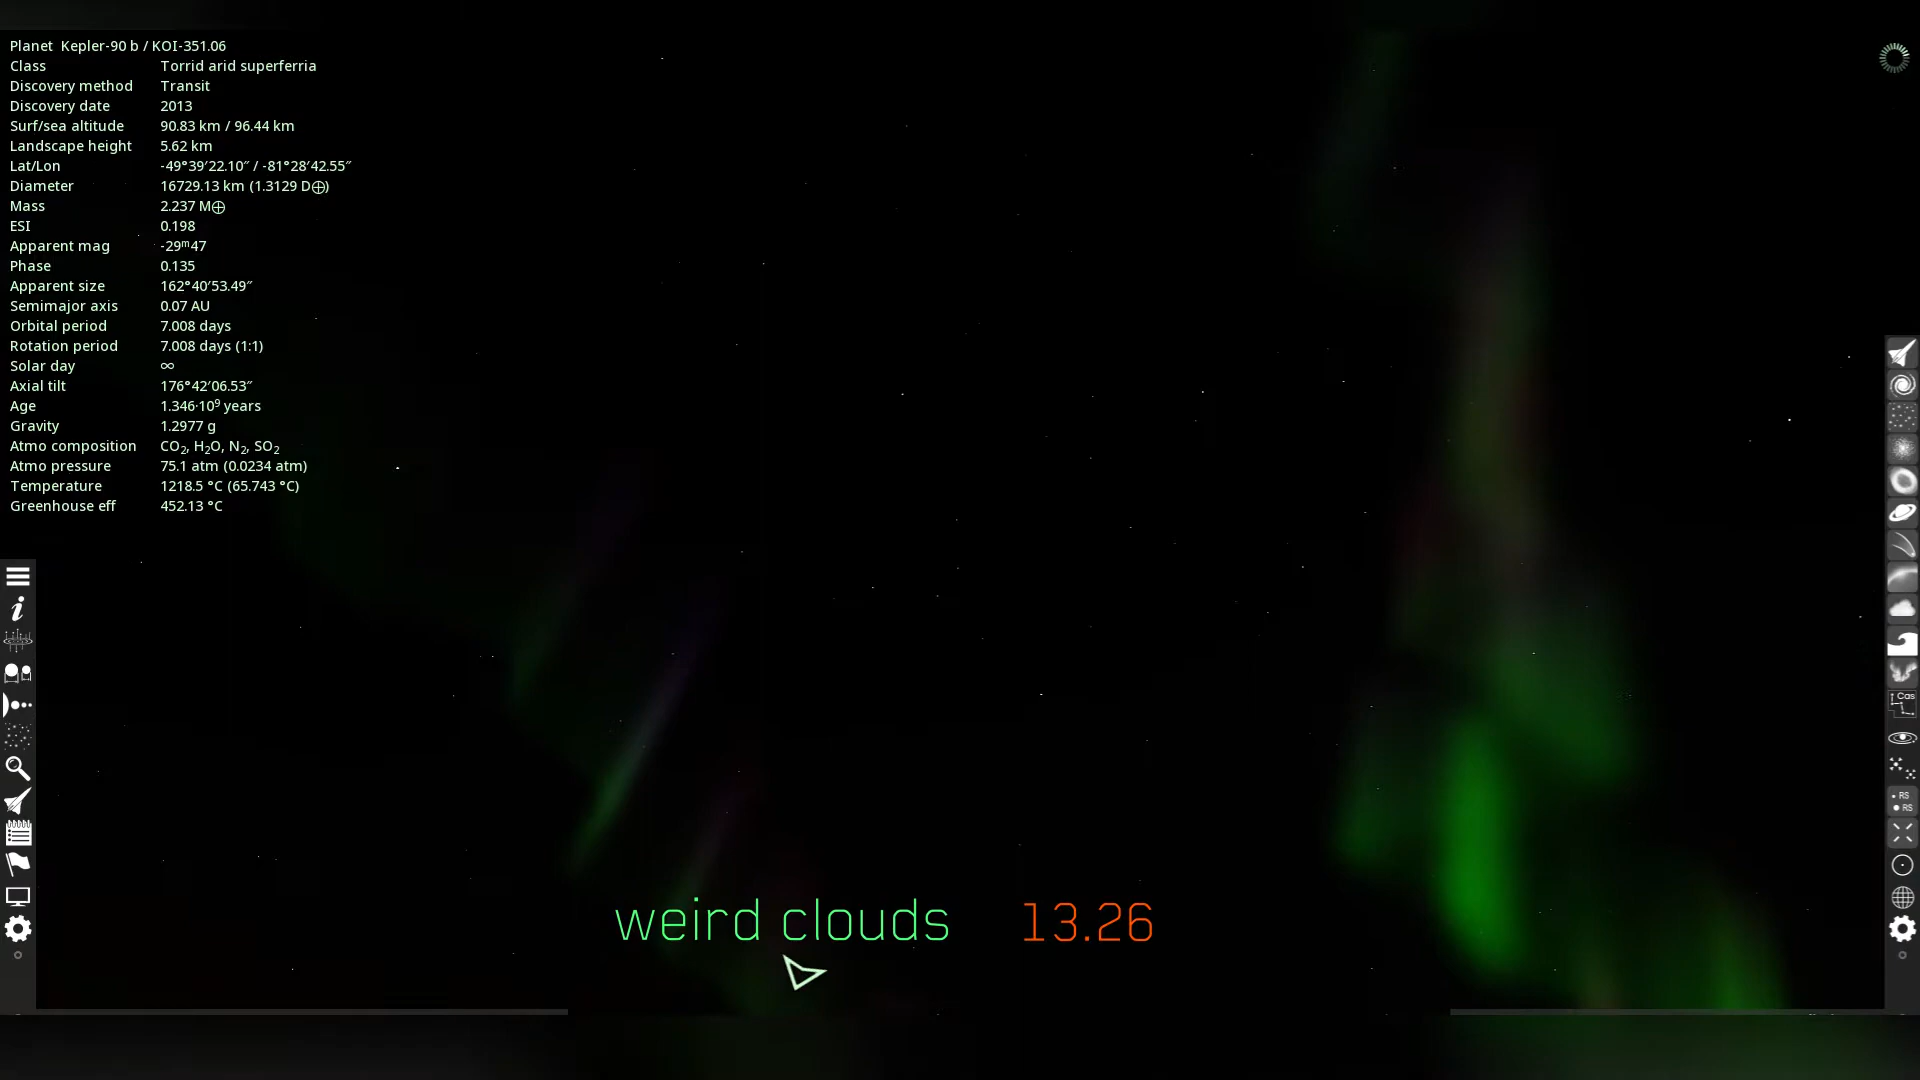 Planet Kepler-90 b / KOI-351.06
Class Torrid arid superferria
Discovery method Transit
Discovery date 2013
Surf/sea altitude 90.83 km / 96.44 km
Landscape height 5.62 km
Lat/Lon -49°39′22.10″ / -81°28′42.55″
Diameter 16729.13 km (1.3129 D⊕)
Mass 2.237 M⊕
ESI 0.198
Apparent mag -29ᵐ47
Phase 0.135
Apparent size 162°40′53.49″
Semimajor axis 0.07 AU
Orbital period 7.008 days
Rotation period 7.008 days (1:1)
Solar day ∞
Axial tilt 176°42′06.53″
Age 1.346·10⁹ years
Gravity 1.2977 g
Atmo composition CO₂, H₂O, N₂, SO₂
Atmo pressure 75.1 atm (0.0234 atm)
Temperature 1218.5 °C (65.743 °C)
Greenhouse eff 452.13 °C
Cas
RS
RS
weird clouds 13.26